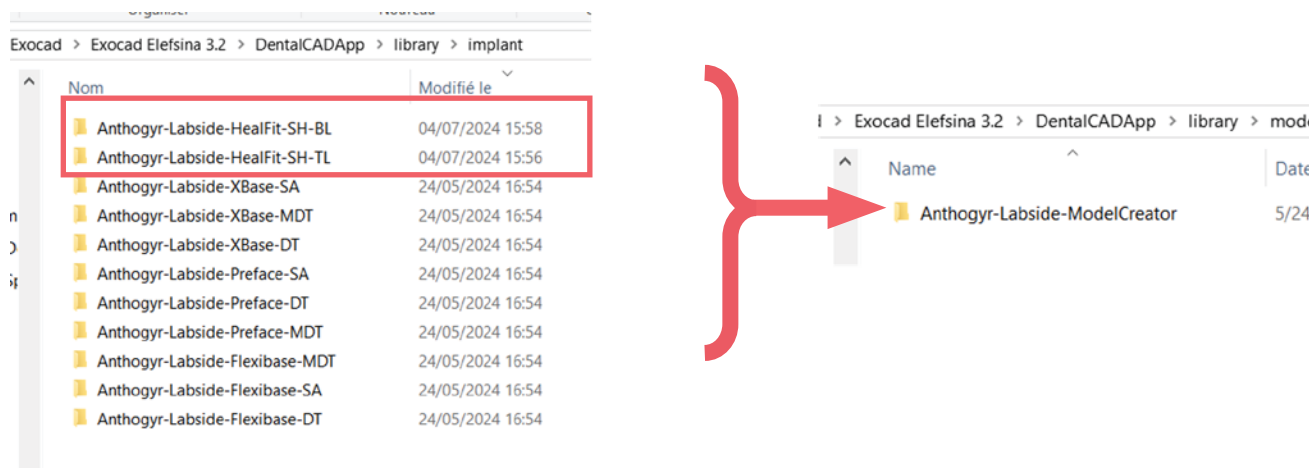 Exocad > Exocad Elefsina 3.2 > DentalCADApp > library > implant
Nom Modifié le
Anthogyr-Labside-HealFit-SH-BL 04/07/2024 15:58
Anthogyr-Labside-HealFit-SH-TL 04/07/2024 15:56
Anthogyr-Labside-XBase-SA 24/05/2024 16:54
Anthogyr-Labside-XBase-MDT 24/05/2024 16:54
Anthogyr-Labside-XBase-DT 24/05/2024 16:54
Anthogyr-Labside-Preface-SA 24/05/2024 16:54
Anthogyr-Labside-Preface-DT 24/05/2024 16:54
Anthogyr-Labside-Preface-MDT 24/05/2024 16:54
Anthogyr-Labside-Flexibase-MDT 24/05/2024 16:54
Anthogyr-Labside-Flexibase-SA 24/05/2024 16:54
Anthogyr-Labside-Flexibase-DT 24/05/2024 16:54
> Exocad Elefsina 3.2 > DentalCADApp > library >
Name Date
Anthogyr-Labside-ModelCreator 5/24